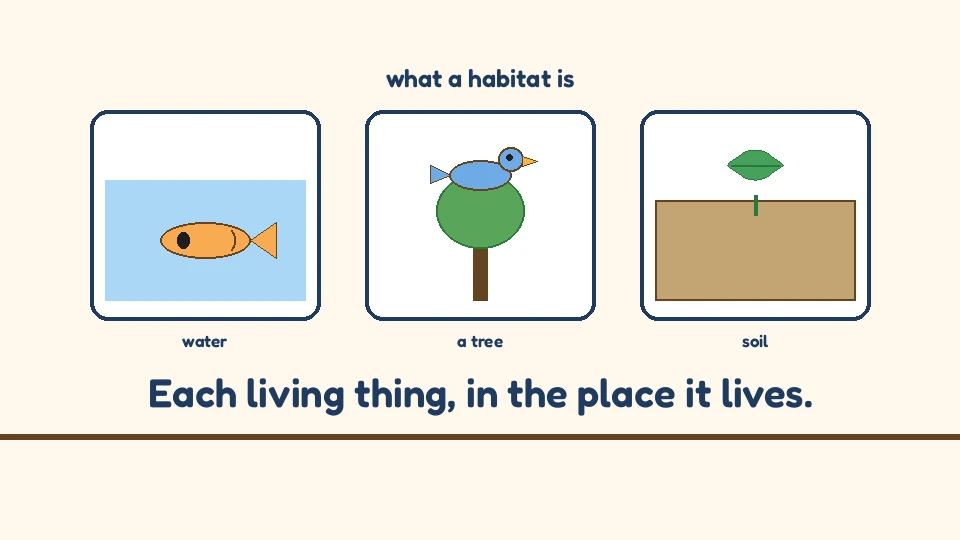 what a habitat is
water
a tree
soil
Each living thing, in the place it lives.